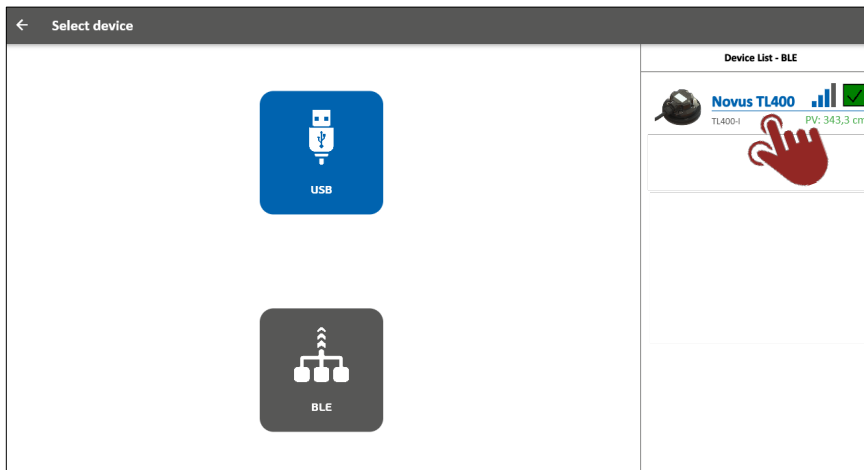 Select device
Device List - BLE
Novus TL400
TL400-I
PV: 343,3 cm
USB
BLE